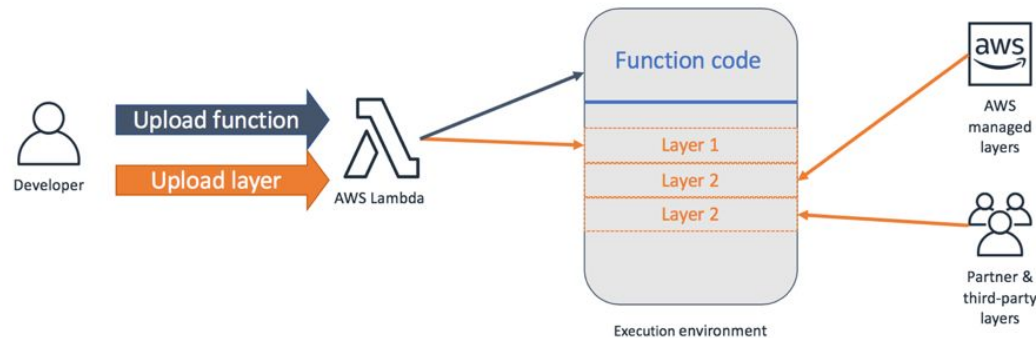 Upload function
Upload layer
Developer
AWS Lambda
Function code
Layer 1
Layer 2
Layer 2
Execution environment
aws
AWS
managed
layers
Partner &
third-party
layers